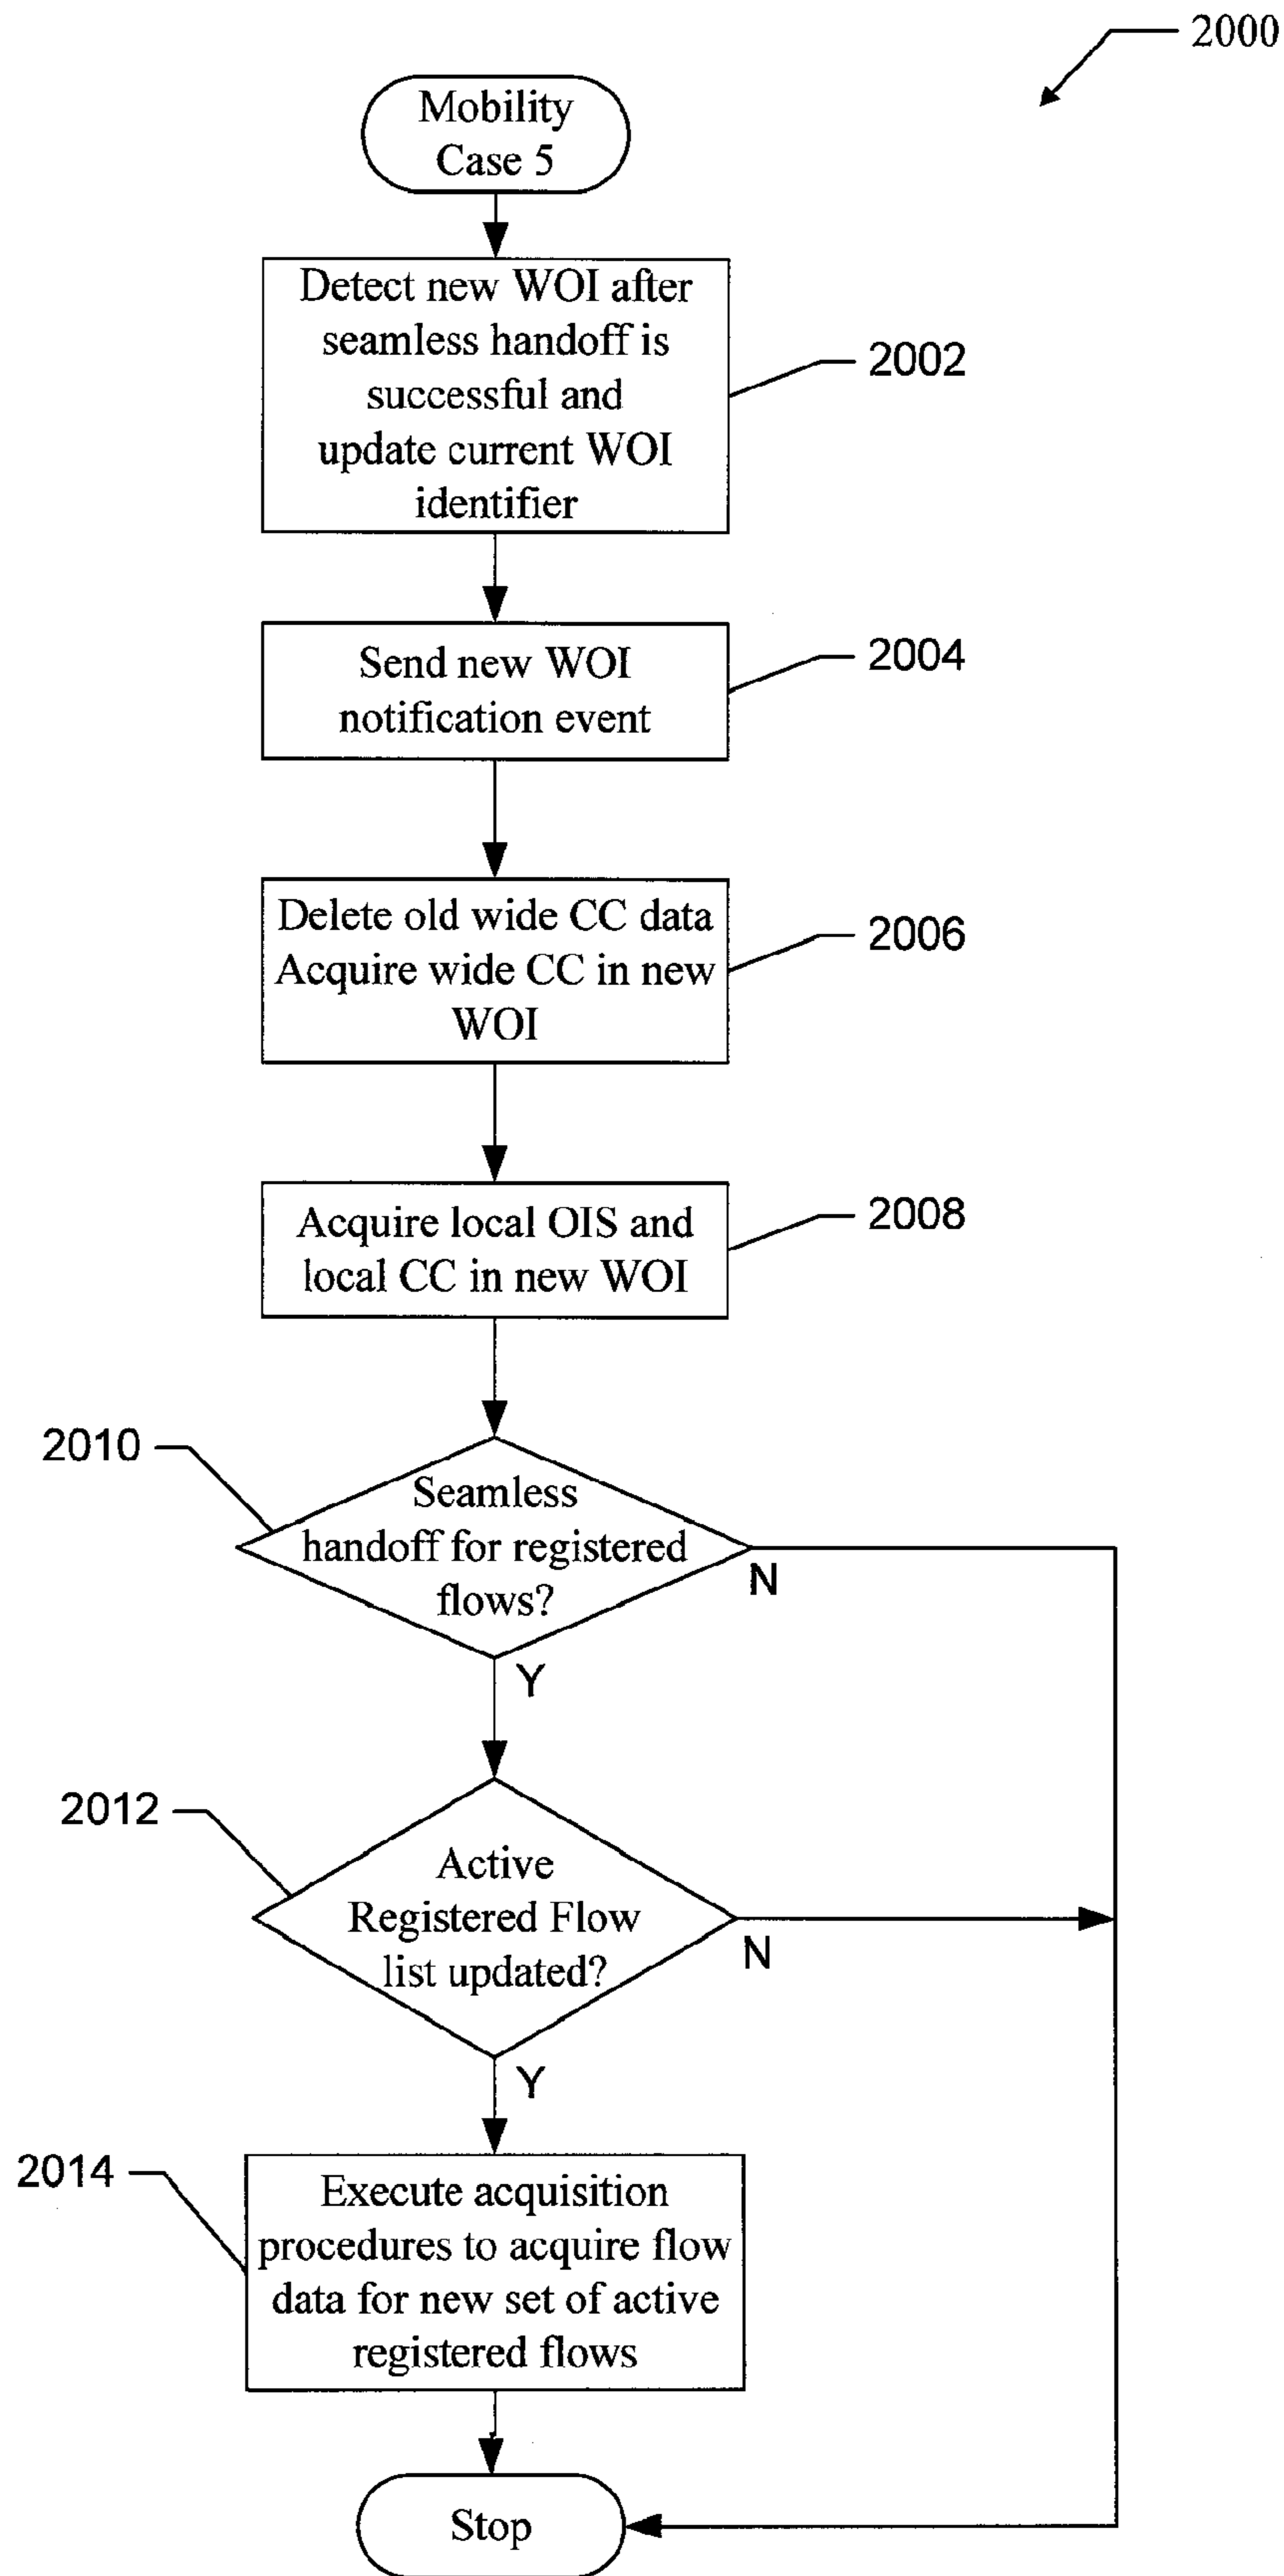 2000
Mobility
Case 5
Detect new WOI after
seamless handoff is
successful and
update current WOI
identifier
2002
Send new WOI
notification event
2004
Delete old wide CC data
Acquire wide CC in new
WOI
2006
Acquire local OIS and
local CC in new WOI
2008
2010
Seamless
handoff for registered
flows?
N
Y
2012
Active
Registered Flow
list updated?
N
Y
2014
Execute acquisition
procedures to acquire flow
data for new set of active
registered flows
Stop